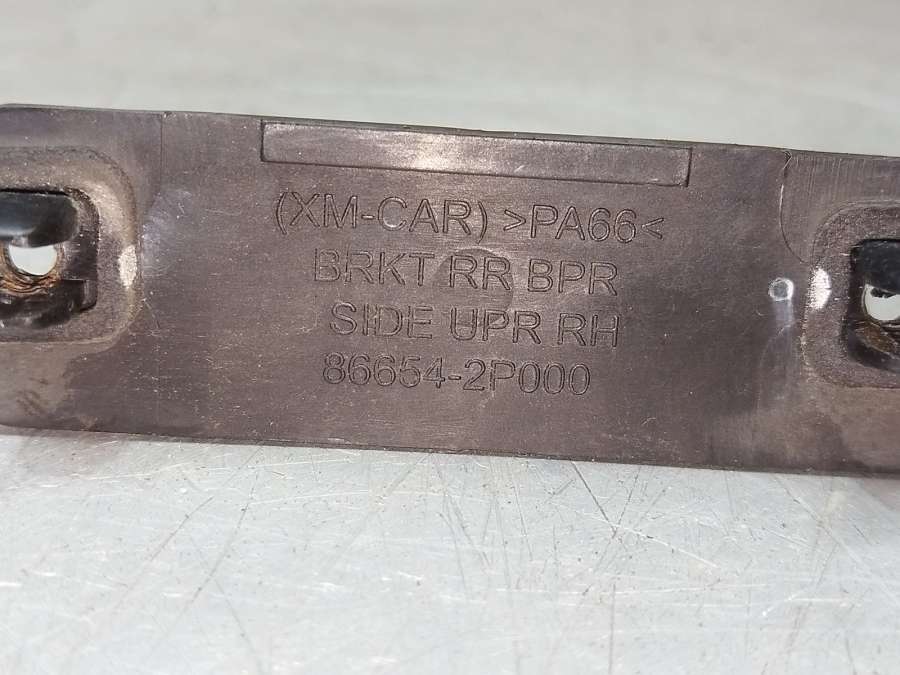 (XM-CAR) >PA66<
BRKT RR BPR
SIDE UPR RH
86654-2P000